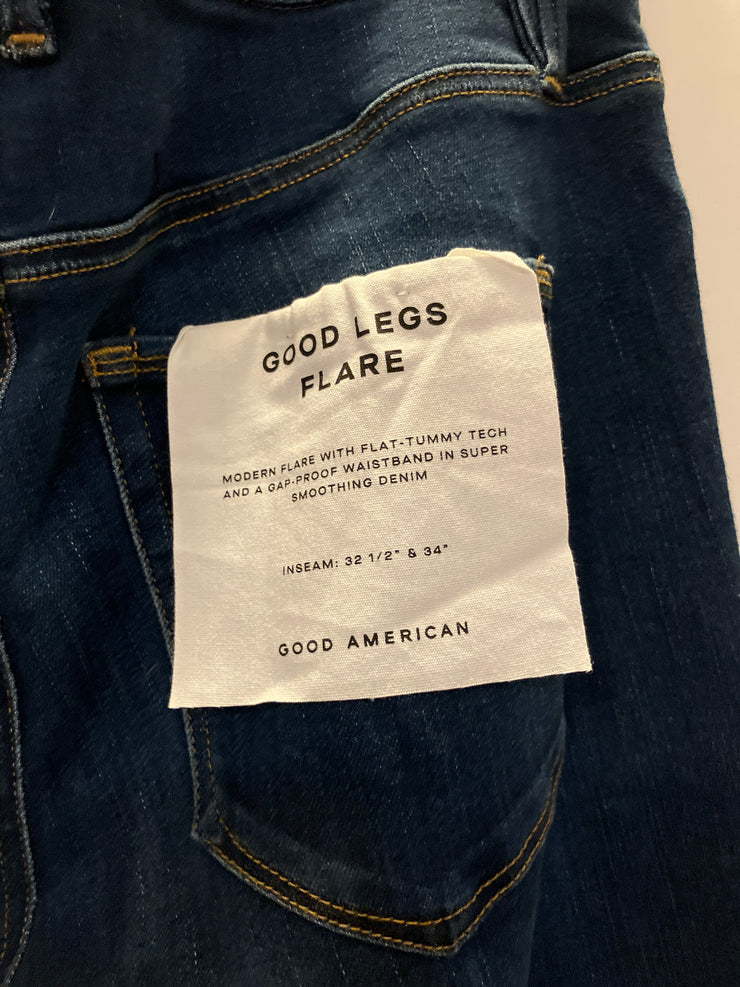 GOOD LEGS
FLARE
MODERN FLARE WITH FLAT-TUMMY TECH
AND A GAP-PROOF WAISTBAND IN SUPER
SMOOTHING DENIM
INSEAM: 32 1/2" & 34"
GOOD AMERICAN